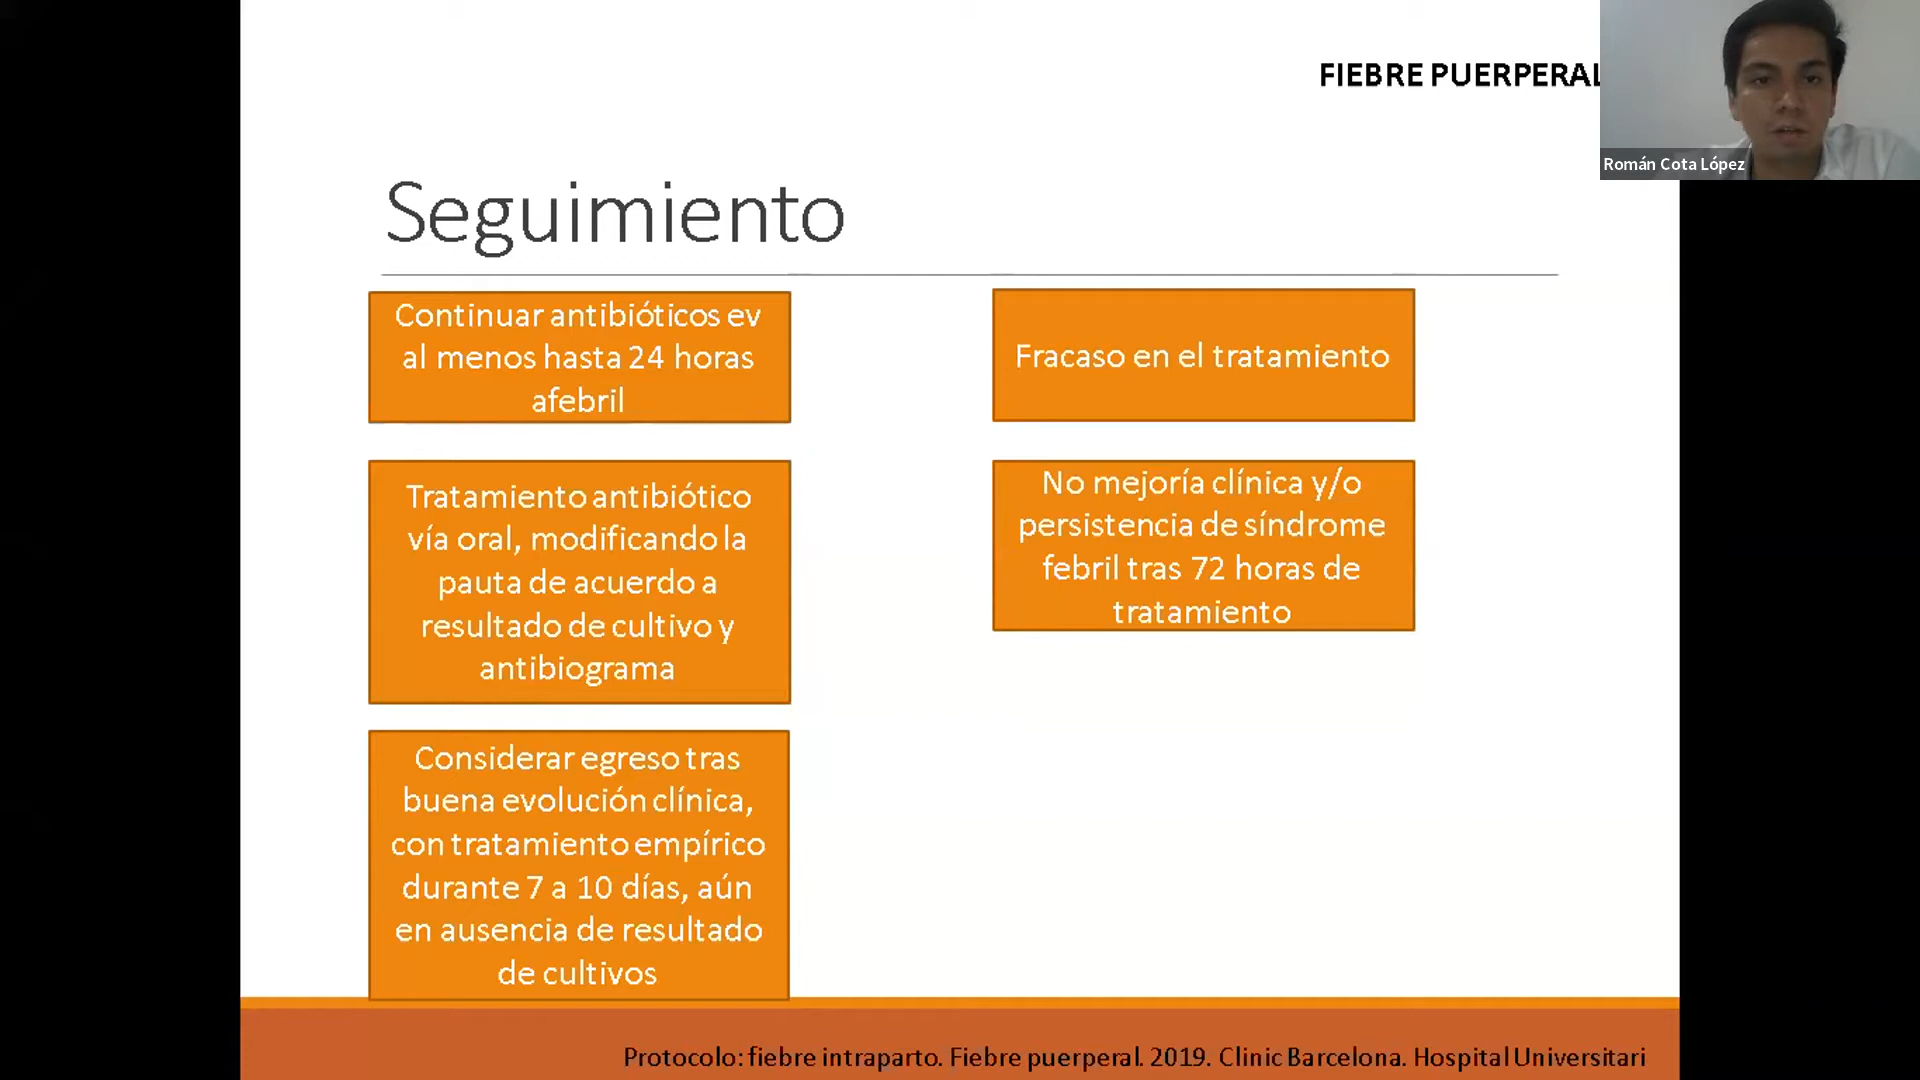 FIEBRE PUERPERAL
Román Cota López
Seguimiento
Continuar antibióticos ev
al menos hasta 24 horas
afebril
Tratamiento antibiótico
vía oral, modificando la
pauta de acuerdo a
resultado de cultivo y
antibiograma
Considerar egreso tras
buena evolución clínica,
con tratamiento empírico
durante 7 a 10 días, aún
en ausencia de resultado
de cultivos
Fracaso en el tratamiento
No mejoría clínica y/o
persistencia de síndrome
febril tras 72 horas de
tratamiento
Protocolo: fiebre intraparto. Fiebre puerperal. 2019. Clinic Barcelona. Hospital Universitari